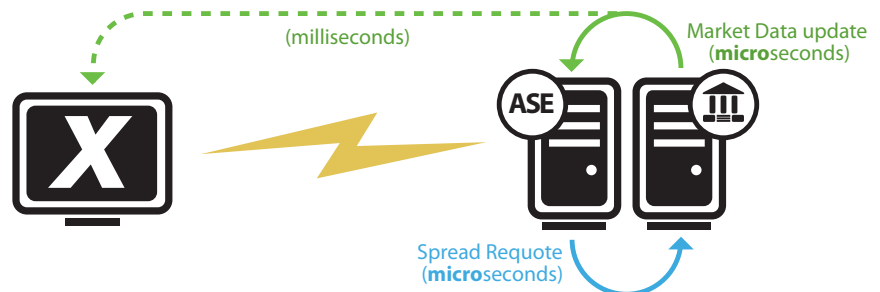 (milliseconds)
Market Data update
(microseconds)
X
ASE
Spread Requote
(microseconds)